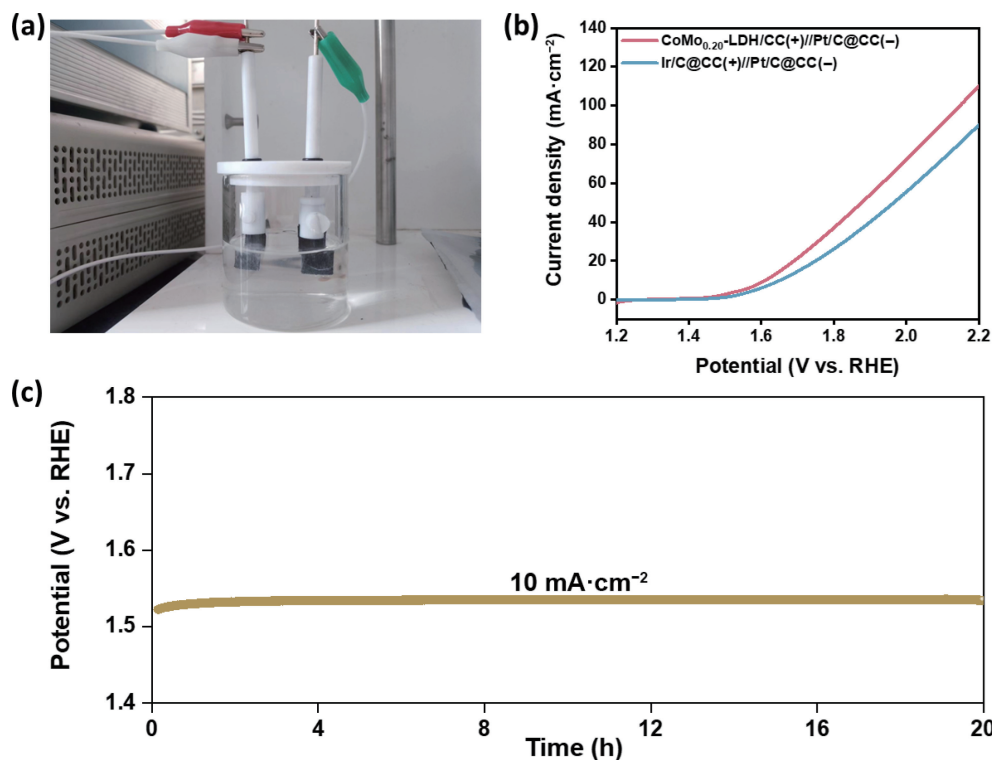 (a)
(b)
CoMo0.20-LDH/CC(+)//Pt/C@CC(−)
Ir/C@CC(+)//Pt/C@CC(−)
Current density (mA·cm−2)
140
120
100
80
60
40
20
0
1.2 1.4 1.6 1.8 2.0 2.2
Potential (V vs. RHE)
(c)
Potential (V vs. RHE)
1.8
1.7
1.6
1.5
1.4
10 mA·cm−2
0 4 8 12 16 20
Time (h)